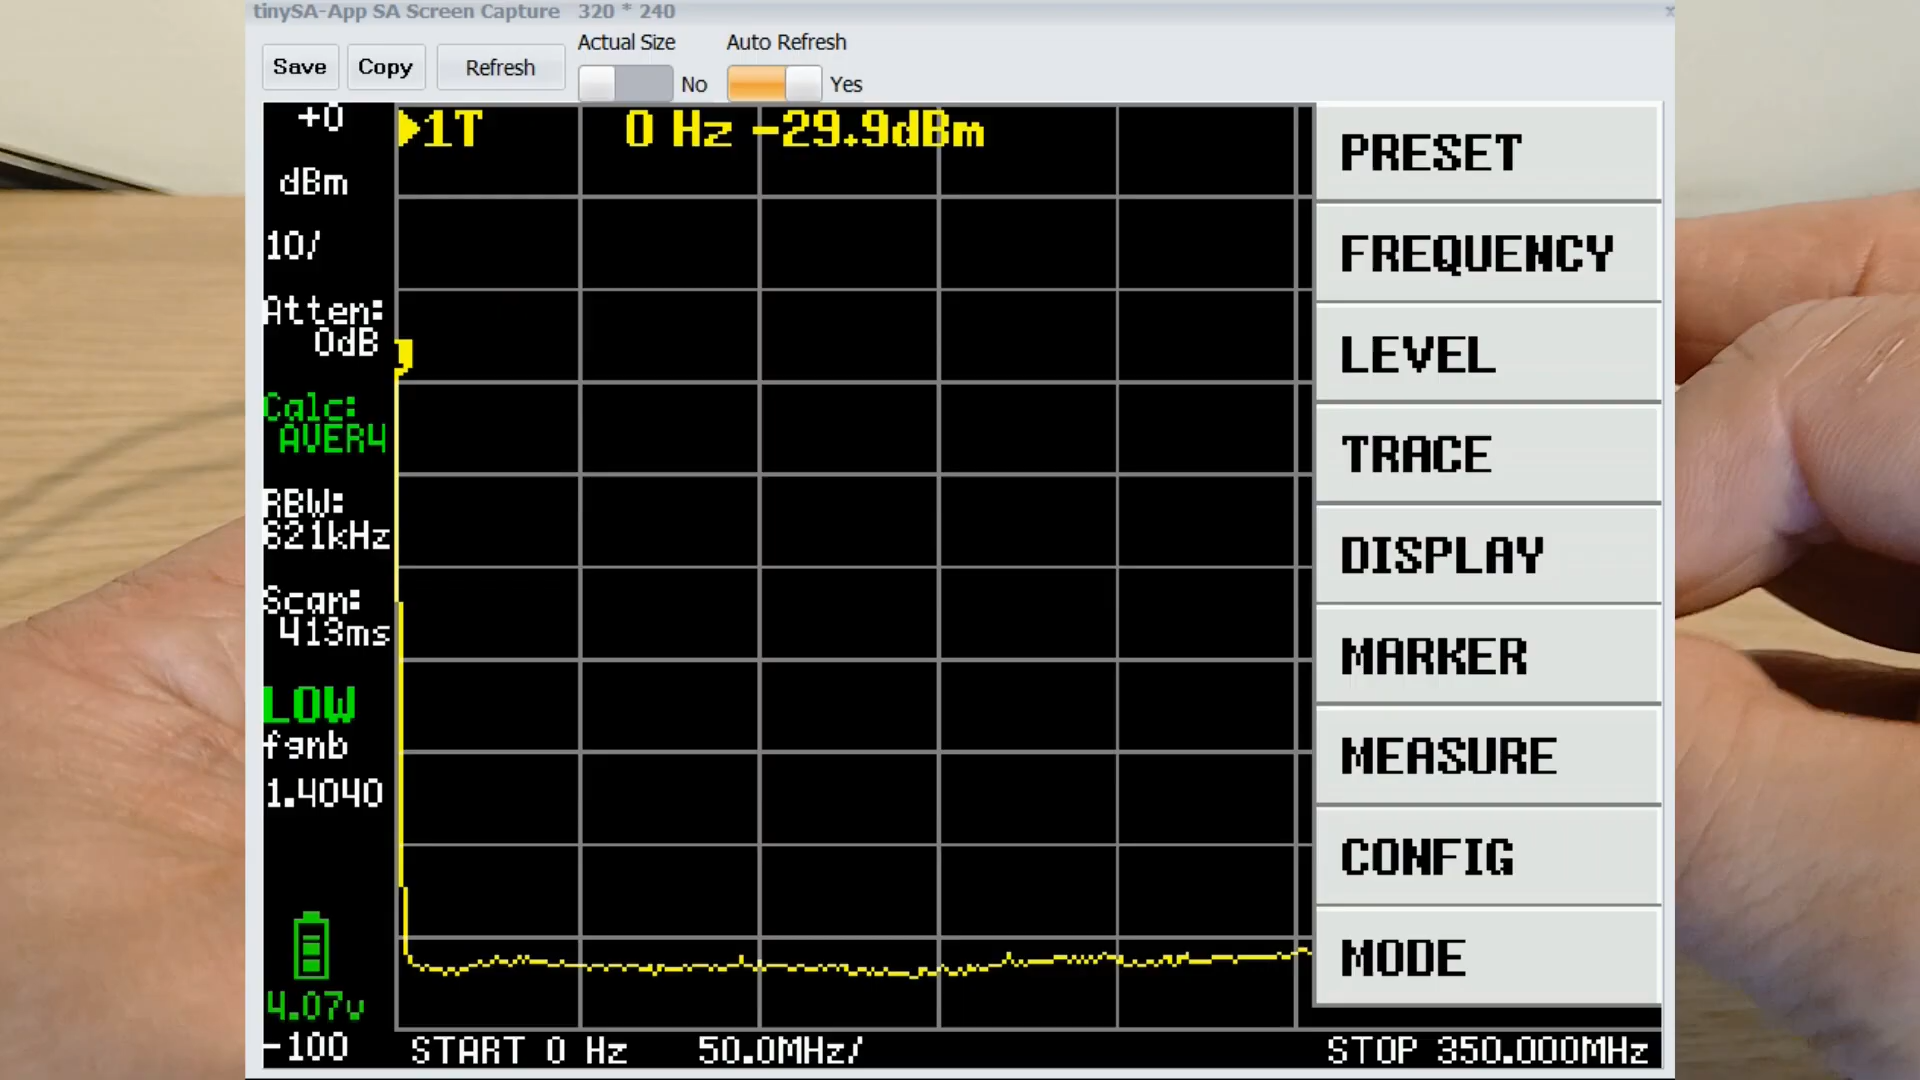 tinySA-App SA Screen Capture 320 * 240
Save Copy Refresh Actual Size No Auto Refresh Yes
+0
dBm
10/
Atten:
0dB
Calc:
AVER4
RBW:
621kHz
Scan:
413ms
LOW
fgnb
1.4040
4.07v
-100
1T 0 Hz -29.9dBm
START 0 Hz 50.0MHz/ STOP 350.000MHz
PRESET
FREQUENCY
LEVEL
TRACE
DISPLAY
MARKER
MEASURE
CONFIG
MODE